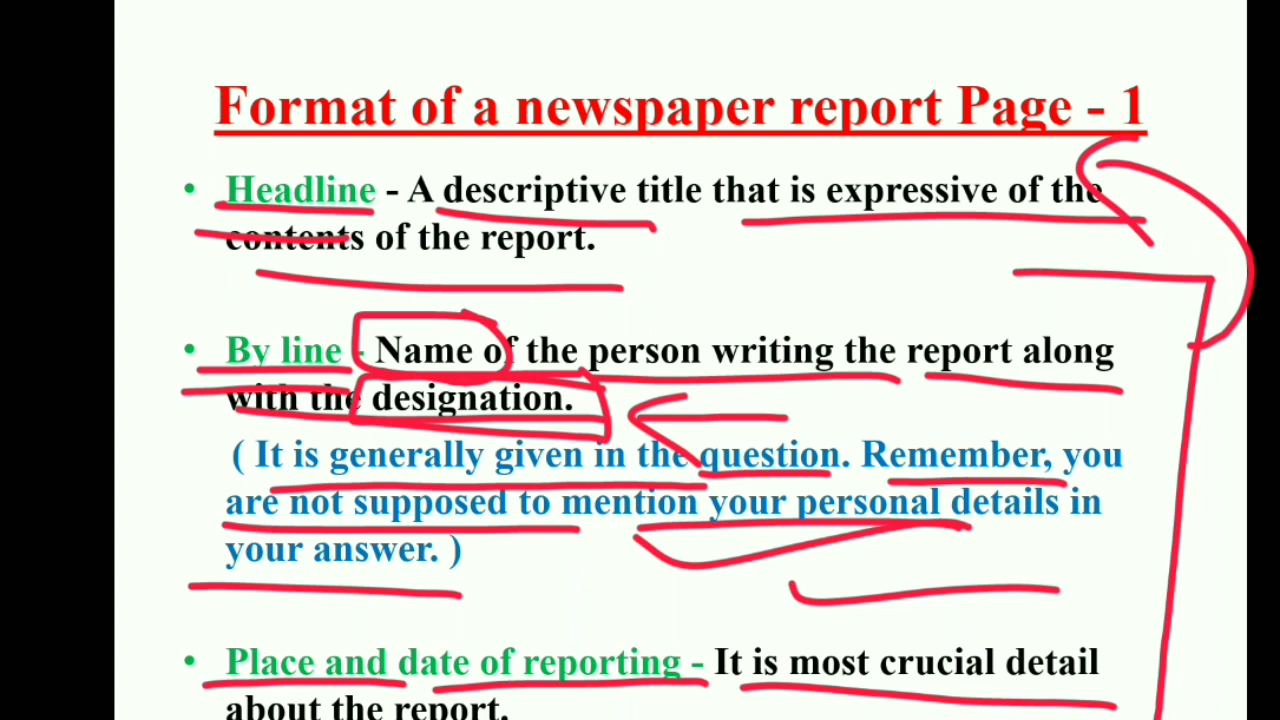 Format of a newspaper report Page - 1
• Headline - A descriptive title that is expressive of the
contents of the report.
• By line - Name of the person writing the report along
with the designation.
( It is generally given in the question. Remember, you
are not supposed to mention your personal details in
your answer. )
• Place and date of reporting - It is most crucial detail
about the report.